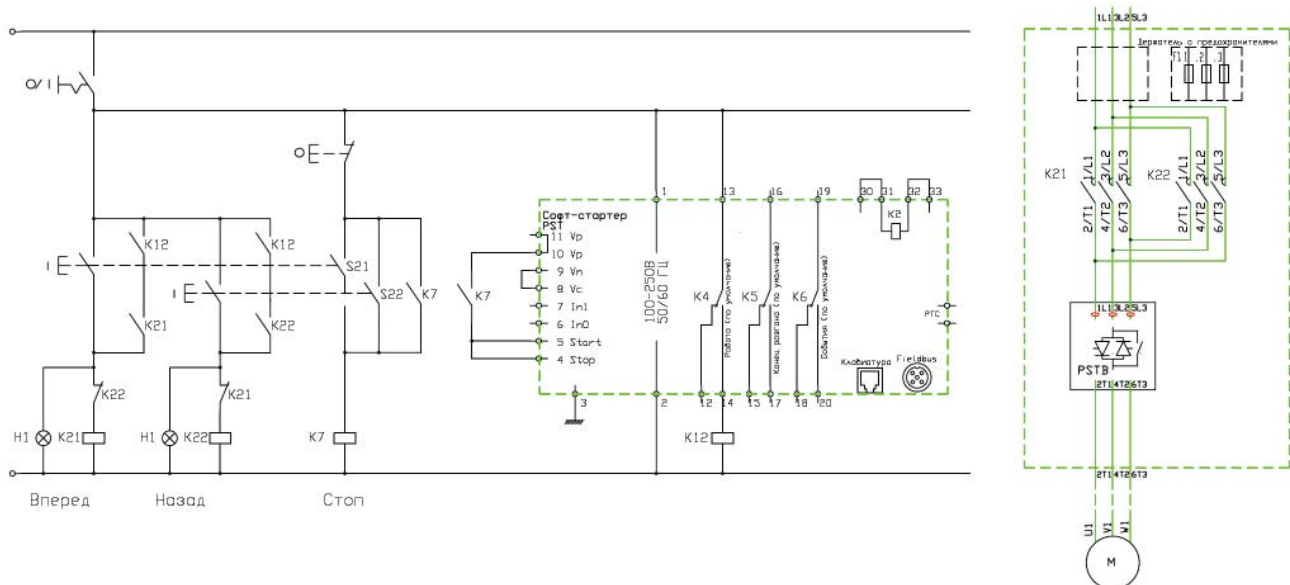 O/I
O
I
I
K12
K12
K21
K22
K22
K21
S21
S22
K7
H1
K21
H1
K22
K7
Вперед
Назад
Стоп
K7
Софт-стартер
PST
11 Vp
10 Vp
9 Vn
8 Vc
7 In1
6 In0
5 Start
4 Stop
3
1
100-250В
50/60 ГЦ
2
13
K4
Работа (по умолчание)
12
14
K12
16
K5
Конец разгона (по умолчание)
15
17
19
K6
События (по умолчание)
18
20
30
31
32
33
K2
PTC
Клавиатура
Fieldbus
1L1 3L2 5L3
Держатель с предохранителями
.2
.3
K21
1/L1
3/L2
5/L3
2/T1
4/T2
6/T3
K22
1/L1
3/L2
5/L3
2/T1
4/T2
6/T3
1L1 3L2 5L3
PSTB
2T1 4T2 6T3
2T1 4T2 6T3
U1
V1
W1
M